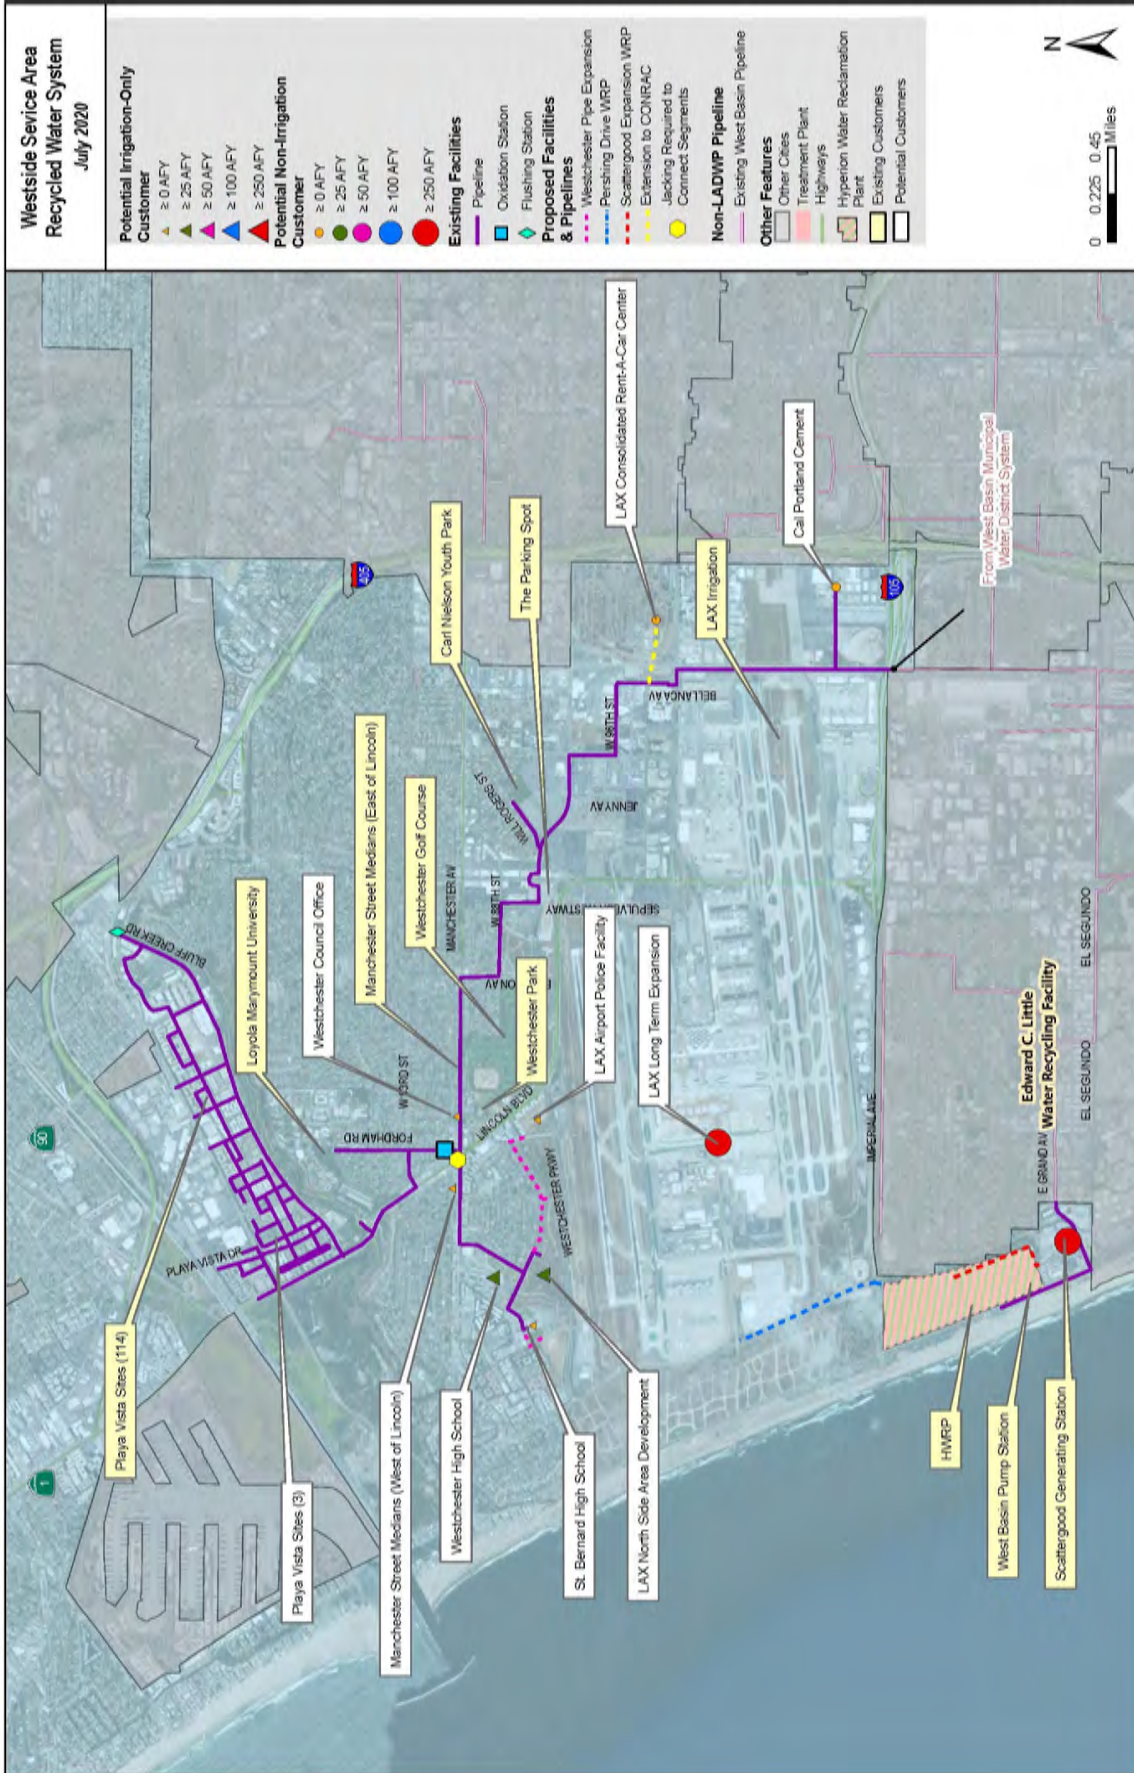 Westside Sevice Area
Recycled Water System
July 2020
Potential Irrigation-Only
Customer
≥ 0 AFY
≥ 25 AFY
≥ 50 AFY
≥ 100 AFY
≥ 250 AFY
Potential Non-Irrigation
Customer
≥ 0 AFY
≥ 25 AFY
≥ 50 AFY
≥ 100 AFY
≥ 250 AFY
Existing Facilities
Pipeline
Oxidation Station
Flushing Station
Proposed Facilities
& Pipelines
Westchester Pipe Expansion
Pershing Drive WRP
Scattergood Expansion WRP
Extension to CONRAC
Jacking Required to
Connect Segments
Non-LADWP Pipeline
Existing West Basin Pipeline
Other Features
Other Cities
Treatment Plant
Highways
Hyperion Water Reclamation
Plant
Existing Customers
Potential Customers
N
0 0.225 0.45
Miles
1
90
405
105
Playa Vista Sites (114)
Playa Vista Sites (3)
PLAYA VISTA DR
BLUFF CREEK RD
Loyola Marymount University
Westchester Council Office
Manchester Street Medians (East of Lincoln)
Westchester Golf Course
Westchester Park
Carl Nielson Youth Park
The Parking Spot
LAX Consolidated Rent-A-Car Center
LAX Irrigation
Cal Portland Cement
From West Basin Municipal
Water District System
Manchester Street Medians (West of Lincoln)
Westchester High School
St. Bernard High School
LAX North Side Area Development
LAX Airport Police Facility
LAX Long Term Expansion
FORDHAM RD
W 83RD ST
MANCHESTER AV
W 88TH ST
ON AV
LINCOLN BLVD
WESTCHESTER PKWY
WILL ROGERS ST
JENNY AV
W 96TH ST
BELLANCA AV
IMPERIAL AVE
HWRP
West Basin Pump Station
Scattergood Generating Station
E GRAND AV
Edward C. Little
Water Recycling Facility
EL SEGUNDO
EL SEGUNDO